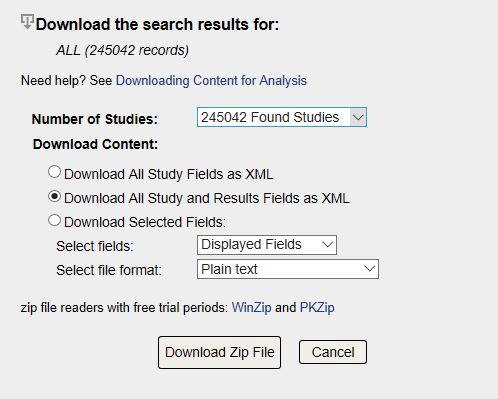 Download the search results for:
ALL (245042 records)
Need help? See Downloading Content for Analysis
Number of Studies: 245042 Found Studies
Download Content:
Download All Study Fields as XML
Download All Study and Results Fields as XML
Download Selected Fields:
Select fields: Displayed Fields
Select file format: Plain text
zip file readers with free trial periods: WinZip and PKZip
Download Zip File Cancel